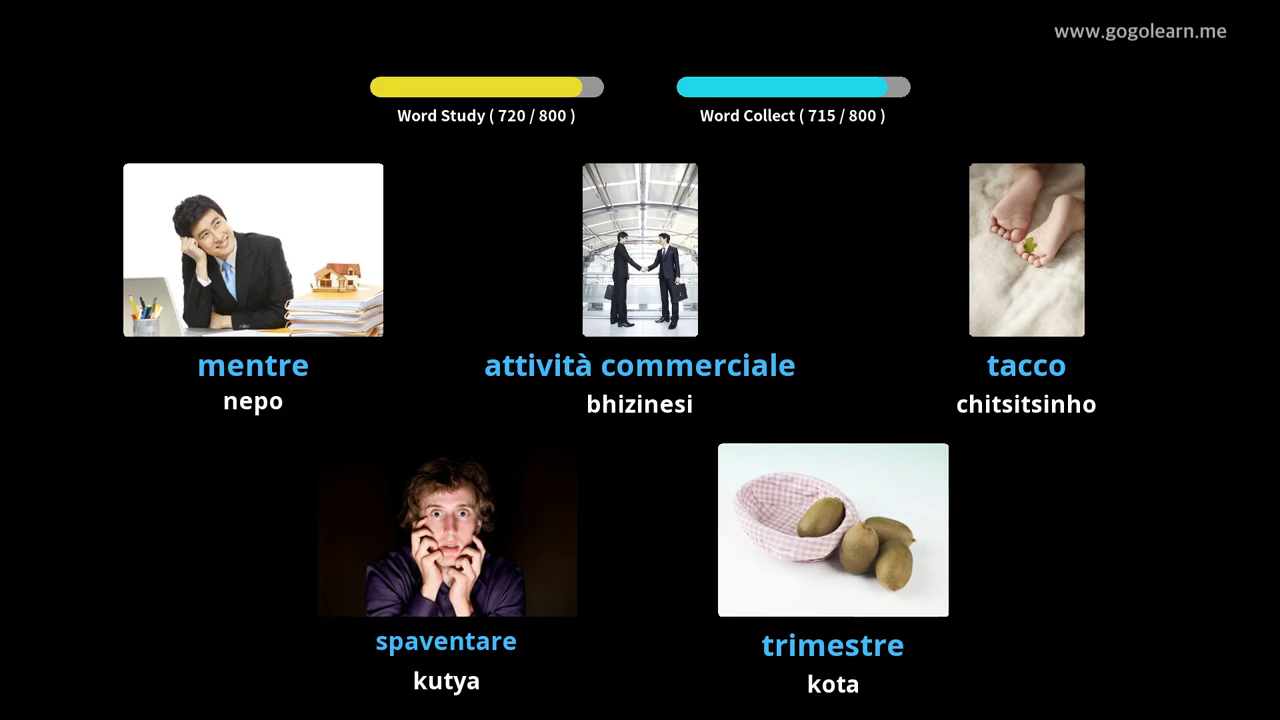 www.gogolearn.me
Word Study ( 720 / 800 )
Word Collect ( 715 / 800 )
mentre
nepo
attività commerciale
bhizinesi
tacco
chitsitsinho
spaventare
kutya
trimestre
kota